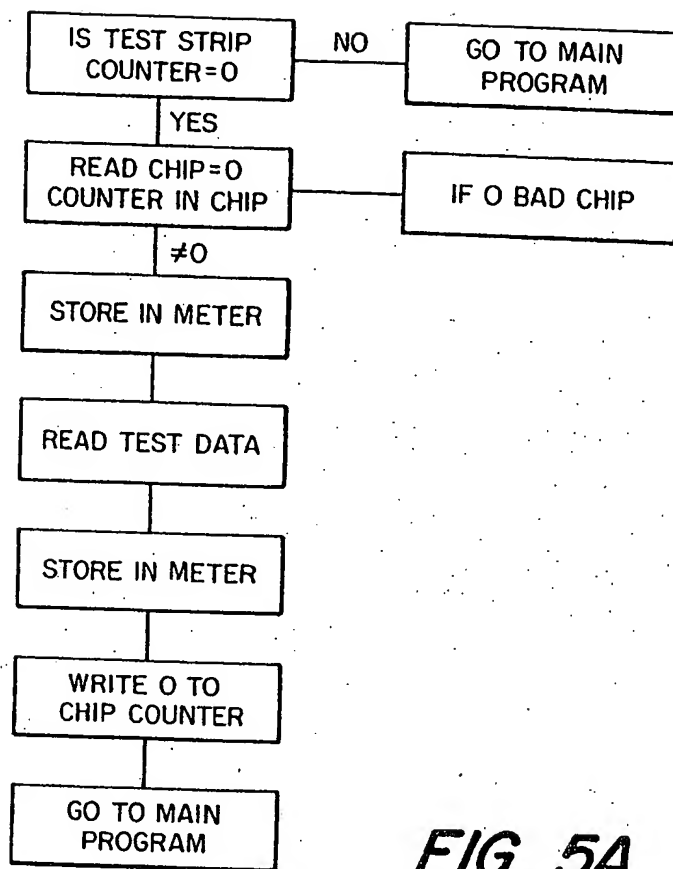 IS TEST STRIP
COUNTER=0
NO
GO TO MAIN
PROGRAM
YES
READ CHIP=0
COUNTER IN CHIP
IF 0 BAD CHIP
≠0
STORE IN METER
READ TEST DATA
STORE IN METER
WRITE 0 TO
CHIP COUNTER
GO TO MAIN
PROGRAM
FIG. 5A